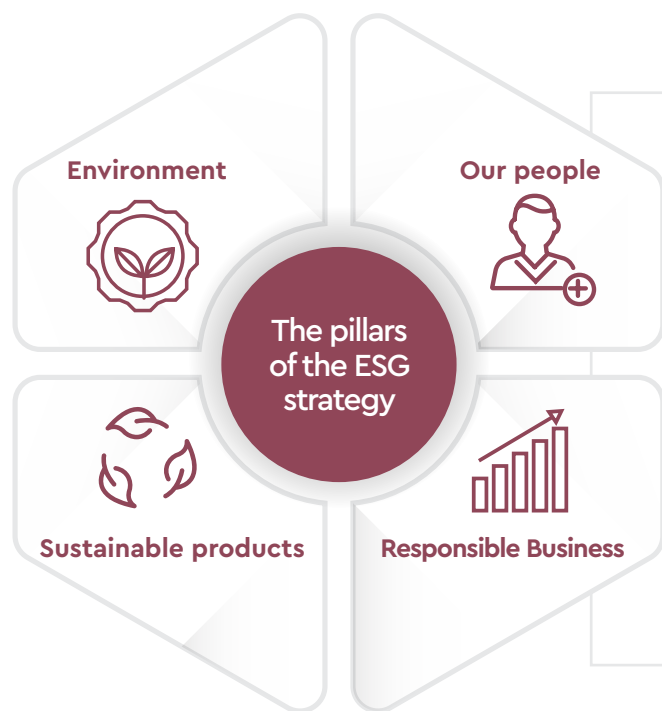 Environment
Our people
The pillars
of the ESG
strategy
Sustainable products
Responsible Business